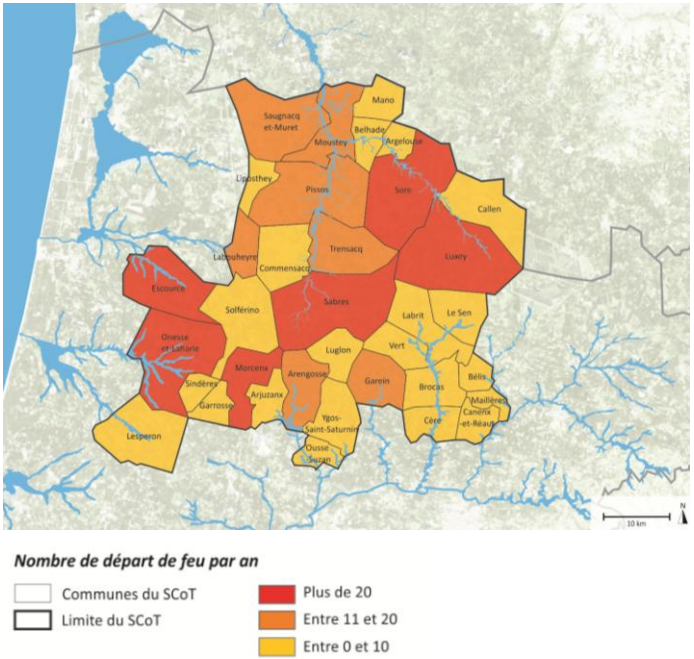 Mano
Saugnacq
et-Muret
Belhade
Moustey
Argelouse
Liposthey
Pissos
Sore
Callen
Labouheyre
Trensacq
Luxey
Commensacq
Escource
Sabres
Solférino
Labrit
Le Sen
Onesse
et-Laharie
Luglon
Vert
Morcenx
Arengosse
Garein
Bélis
Sindères
Brocas
Arjuzanx
Maillères
Garrosse
Canenx
-et-Réaut
Ygos-
Saint-Saturnin
Cère
Lesperon
Ousse
Suzan
N
10 km
Nombre de départ de feu par an
Communes du SCoT
Limite du SCoT
Plus de 20
Entre 11 et 20
Entre 0 et 10